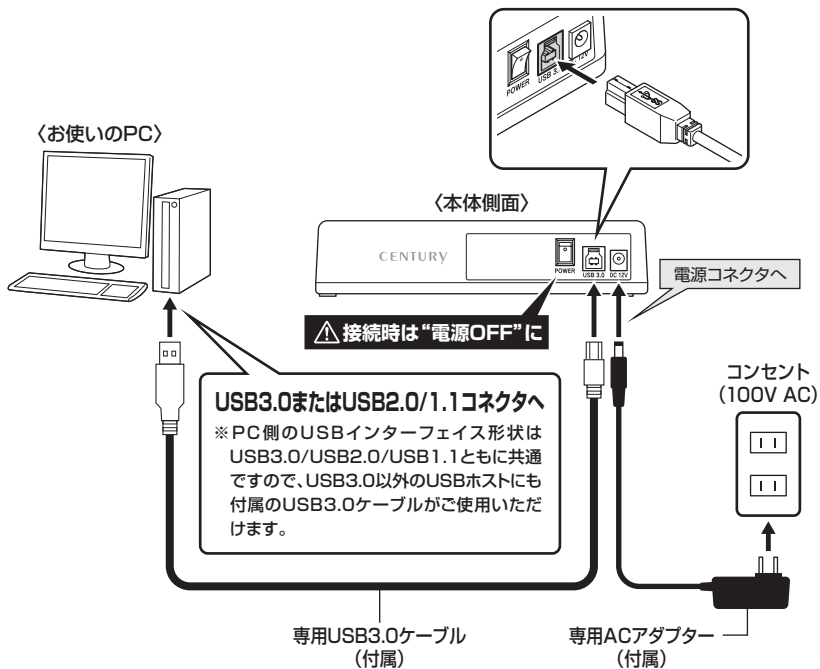 POWER
USB 3.
C 12V
〈お使いのPC〉
〈本体側面〉
CENTURY
POWER
USB 3.0
DC 12V
電源コネクタへ
接続時は“電源OFF”に
コンセント
(100V AC)
USB3.0またはUSB2.0/1.1コネクタへ
※PC側のUSBインターフェイス形状は
USB3.0/USB2.0/USB1.1ともに共通
ですので、USB3.0以外のUSBホストにも
付属のUSB3.0ケーブルがご使用いただ
けます。
専用USB3.0ケーブル
(付属)
専用ACアダプター
(付属)